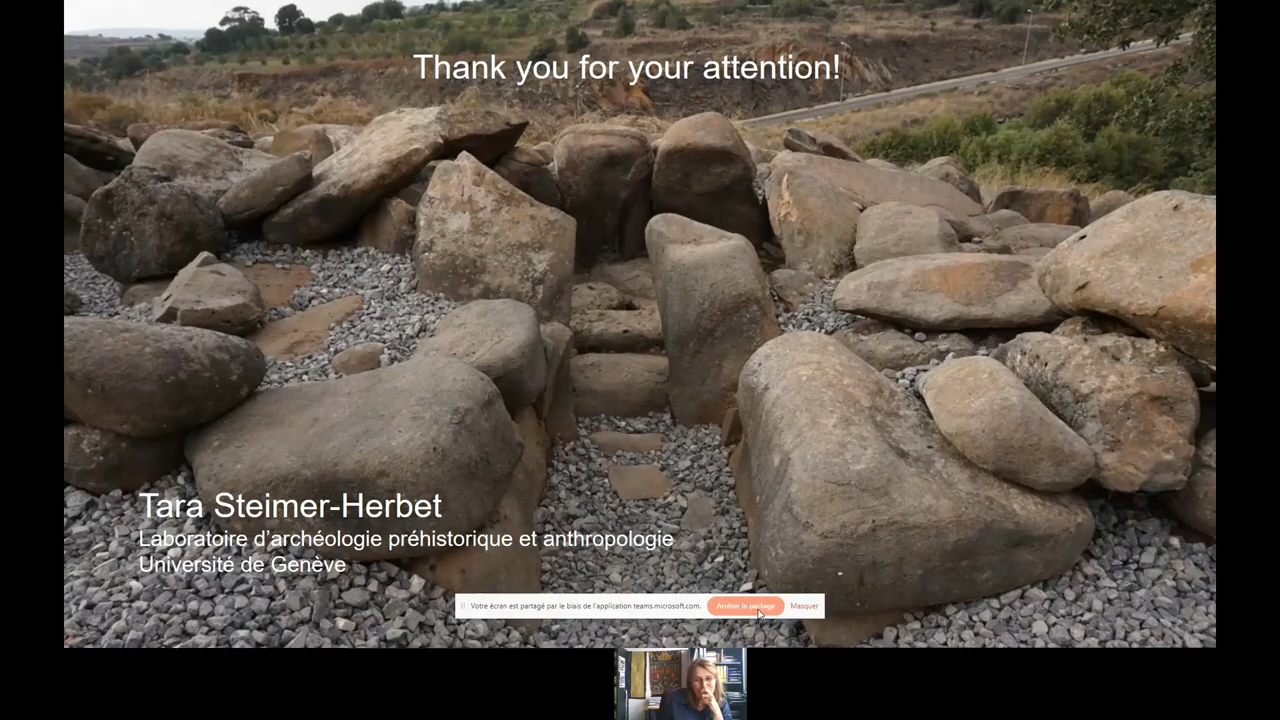 Thank you for your attention!
Tara Steimer-Herbet
Laboratoire d'archéologie préhistorique et anthropologie
Université de Genève
Votre écran est partagé par le biais de l'application teams.microsoft.com. Arrêter le partage Masquer